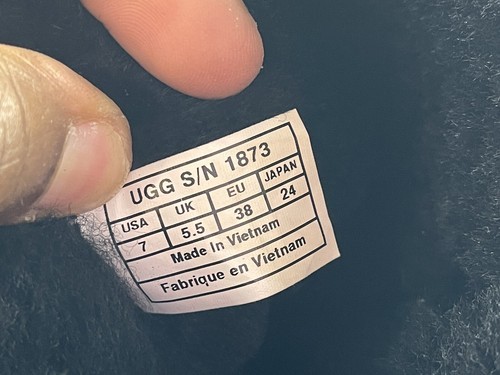 UGG S/N 1873
USA UK EU JAPAN
7 5.5 38 24
Made In Vietnam
Fabrique en Vietnam